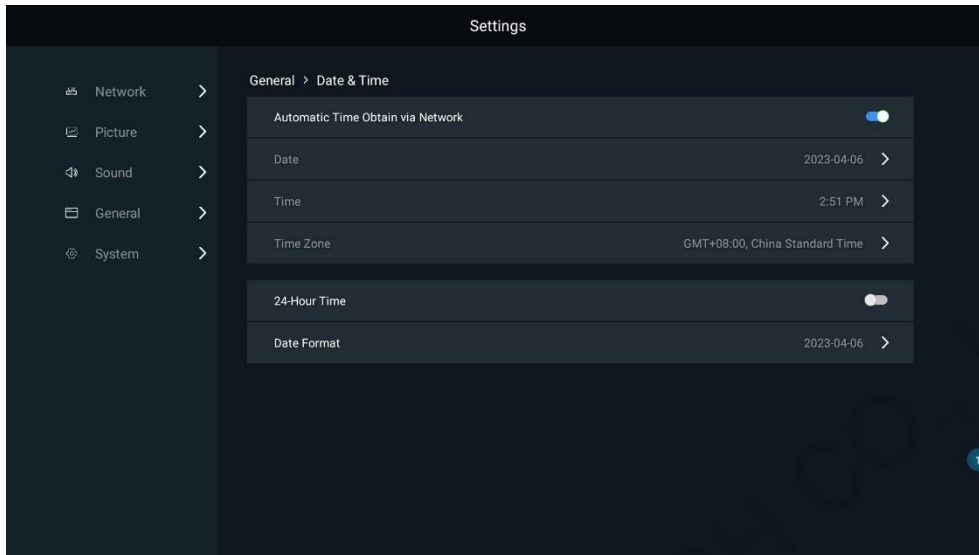 Settings
Network
Picture
Sound
General
System
General > Date & Time
Automatic Time Obtain via Network
Date 2023-04-06
Time 2:51 PM
Time Zone GMT+08:00, China Standard Time
24-Hour Time
Date Format 2023-04-06